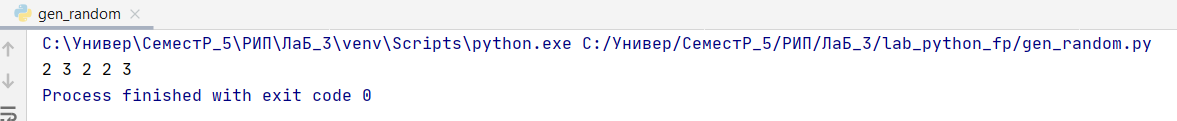 gen_random
C:\Универ\СеместР_5\РИП\ЛаБ_3\venv\Scripts\python.exe C:/Универ/СеместР_5/РИП/ЛаБ_3/lab_python_fp/gen_random.py
2 3 2 2 3
Process finished with exit code 0